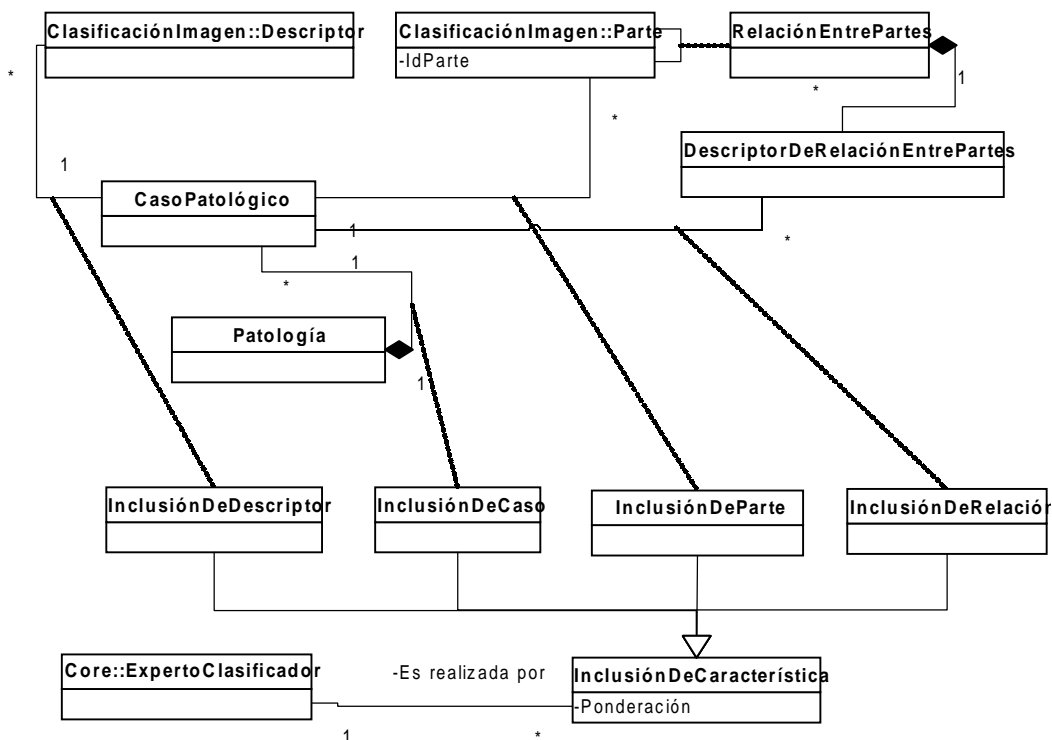 ClasificaciónImagen::Descriptor
ClasificaciónImagen::Parte
RelaciónEntrePartes
-IdParte
*
1
*
*
DescriptorDeRelaciónEntrePartes
1
CasoPatológico
1
*
1
*
Patología
1
InclusiónDeDescriptor
InclusiónDeCaso
InclusiónDeParte
InclusiónDeRelación
Core::ExpertoClasificador
-Es realizada por
InclusiónDeCaracterística
-Ponderación
1
*